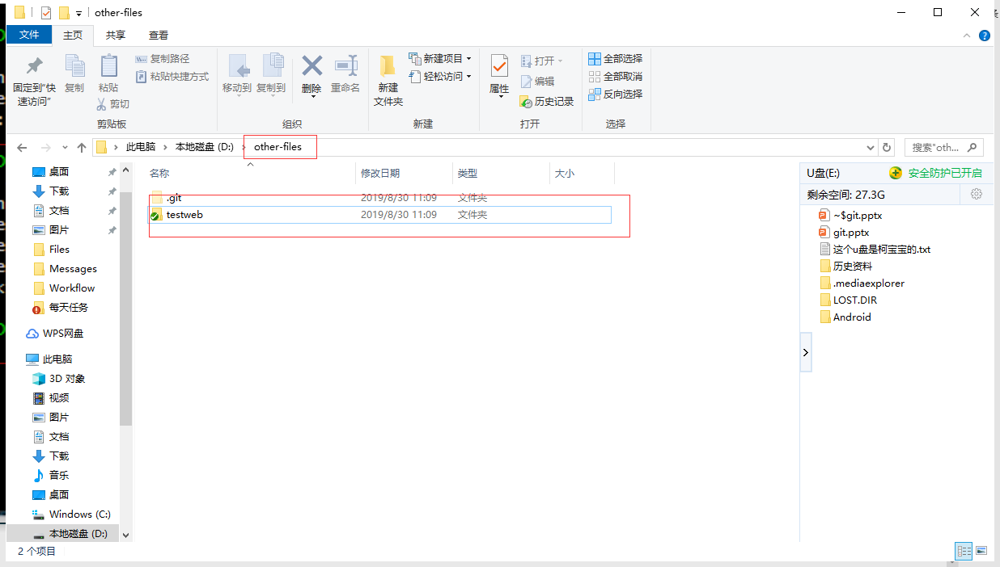 other-files
文件 主页 共享 查看
固定到"快速访问"
复制
粘贴
复制路径
粘贴快捷方式
剪切
剪贴板
移动到
复制到
删除
重命名
组织
新建
文件夹
新建项目
轻松访问
新建
属性
打开
编辑
历史记录
打开
全部选择
全部取消
反向选择
选择
此电脑 本地磁盘 (D:) other-files
搜索"oth...
桌面
下载
文档
图片
Files
Messages
Workflow
每天任务
WPS网盘
此电脑
3D 对象
视频
图片
文档
下载
音乐
桌面
Windows (C:)
本地磁盘 (D:)
名称 修改日期 类型 大小
.git 2019/8/30 11:09 文件夹
testweb 2019/8/30 11:09 文件夹
U盘(E:) 安全防护已开启
剩余空间: 27.3G
~$git.pptx
git.pptx
这个u盘是柯宝宝的.txt
历史资料
.mediaexplorer
LOST.DIR
Android
2 个项目